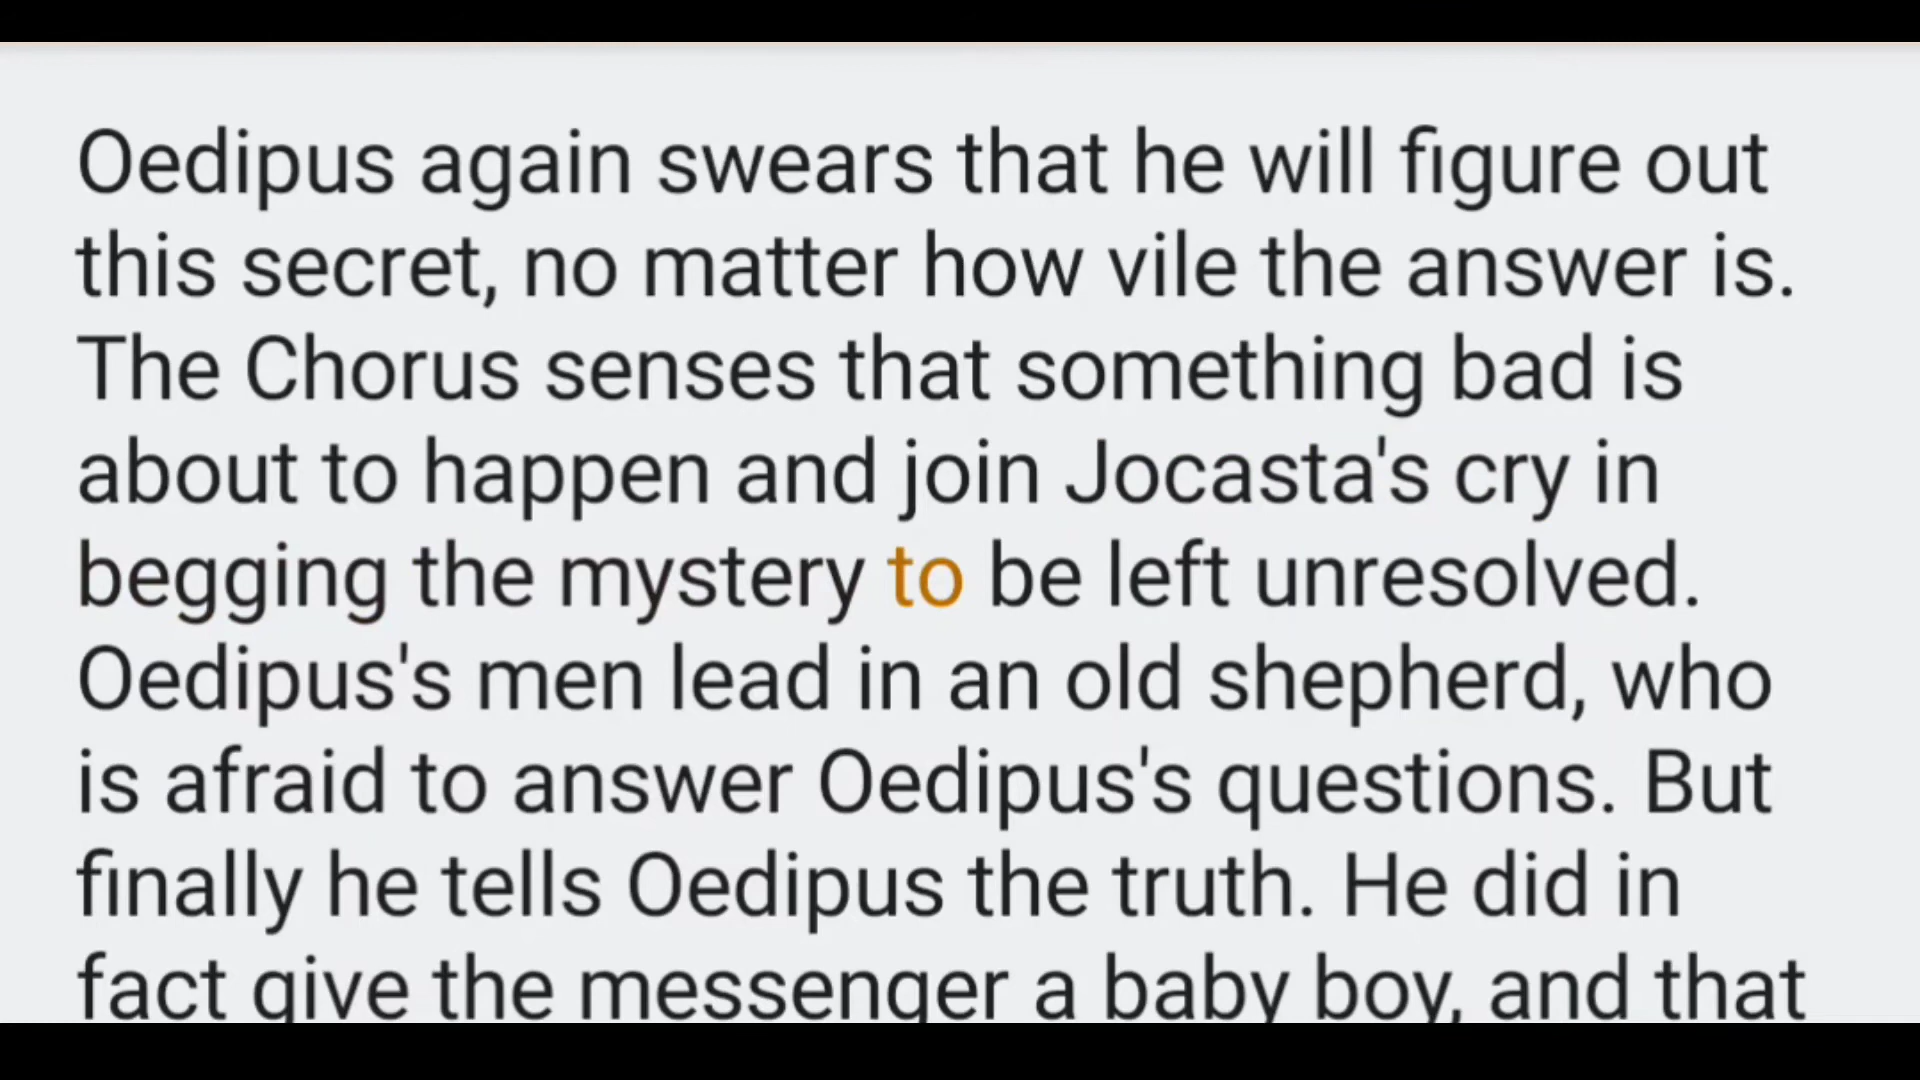 Oedipus again swears that he will figure out
this secret, no matter how vile the answer is.
The Chorus senses that something bad is
about to happen and join Jocasta's cry in
begging the mystery to be left unresolved.
Oedipus's men lead in an old shepherd, who
is afraid to answer Oedipus's questions. But
finally he tells Oedipus the truth. He did in
fact give the messenger a baby boy, and that